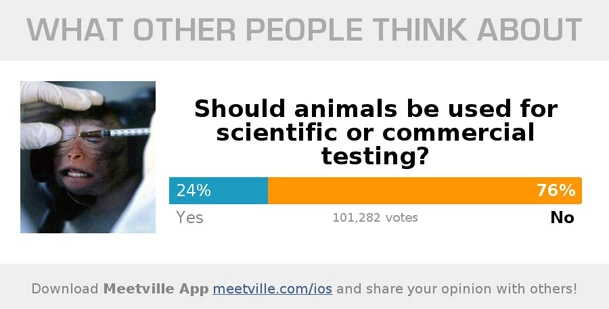 WHAT OTHER PEOPLE THINK ABOUT
Should animals be used for
scientific or commercial
testing?
24%
76%
Yes
101,282 votes
No
Download Meetville App meetville.com/ios and share your opinion with others!